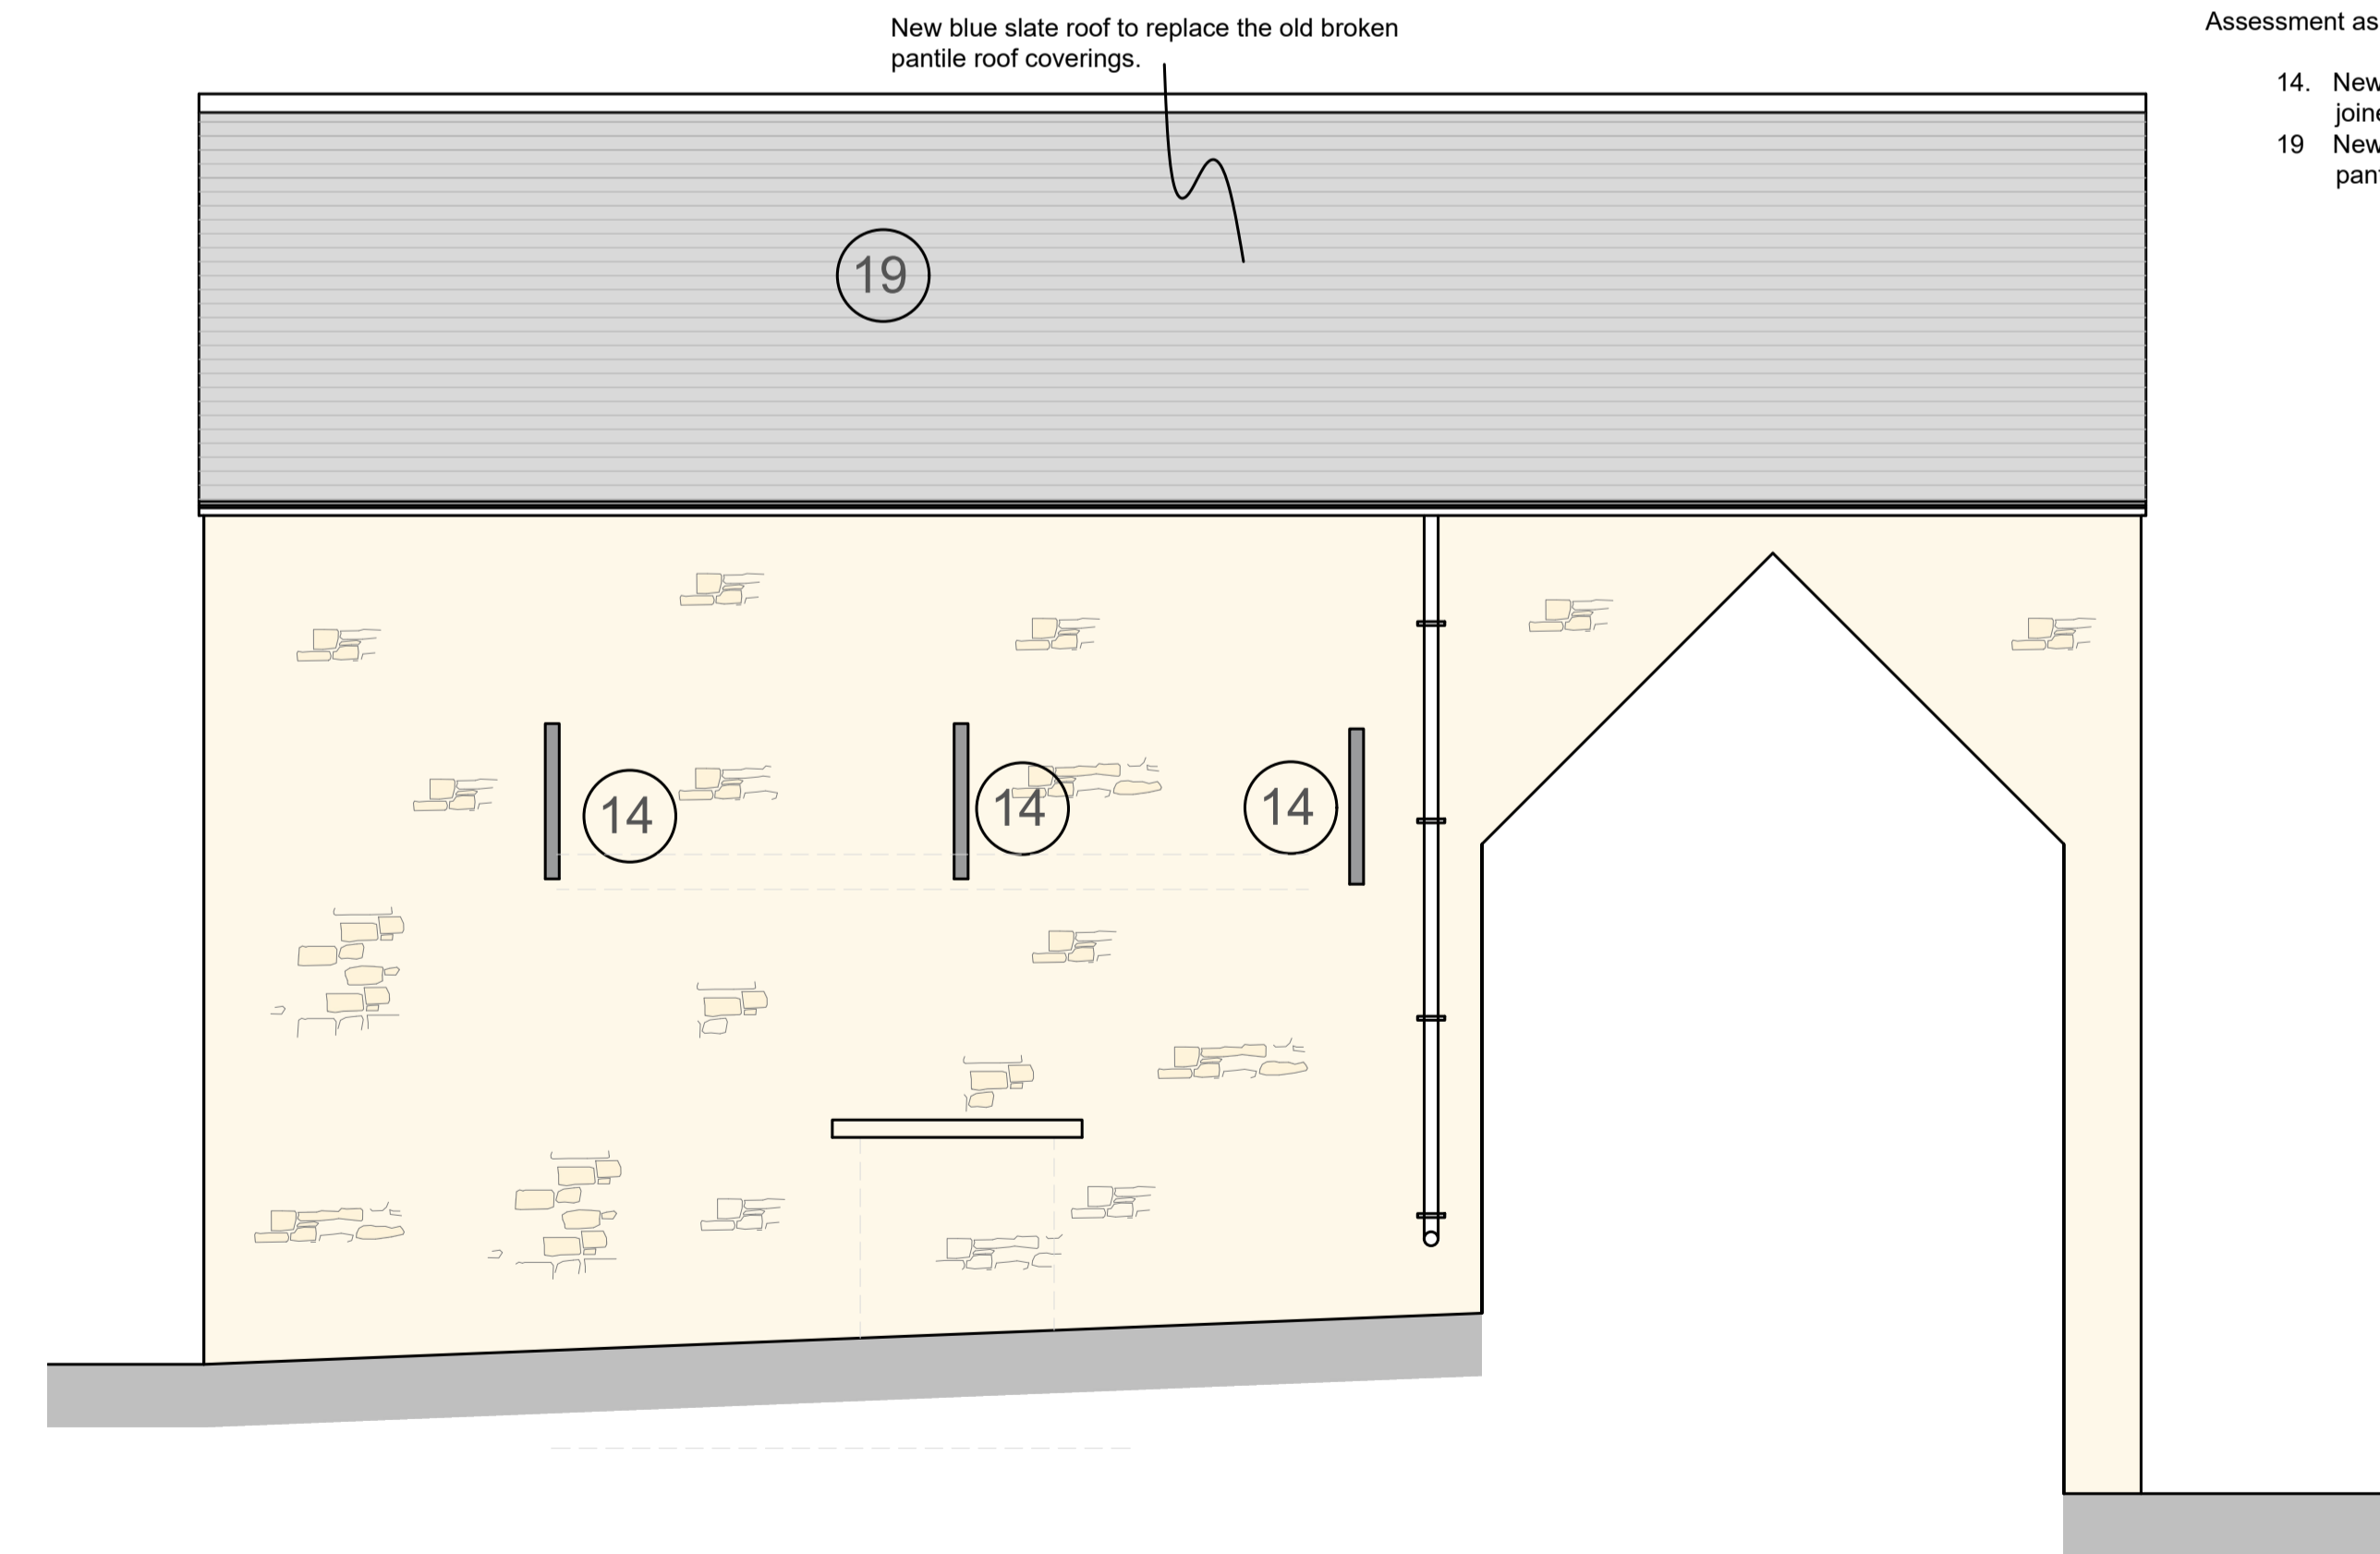 New blue slate roof to replace the old broken
pantile roof coverings.
Assessment as
14. New
19 New
19
14
14
14